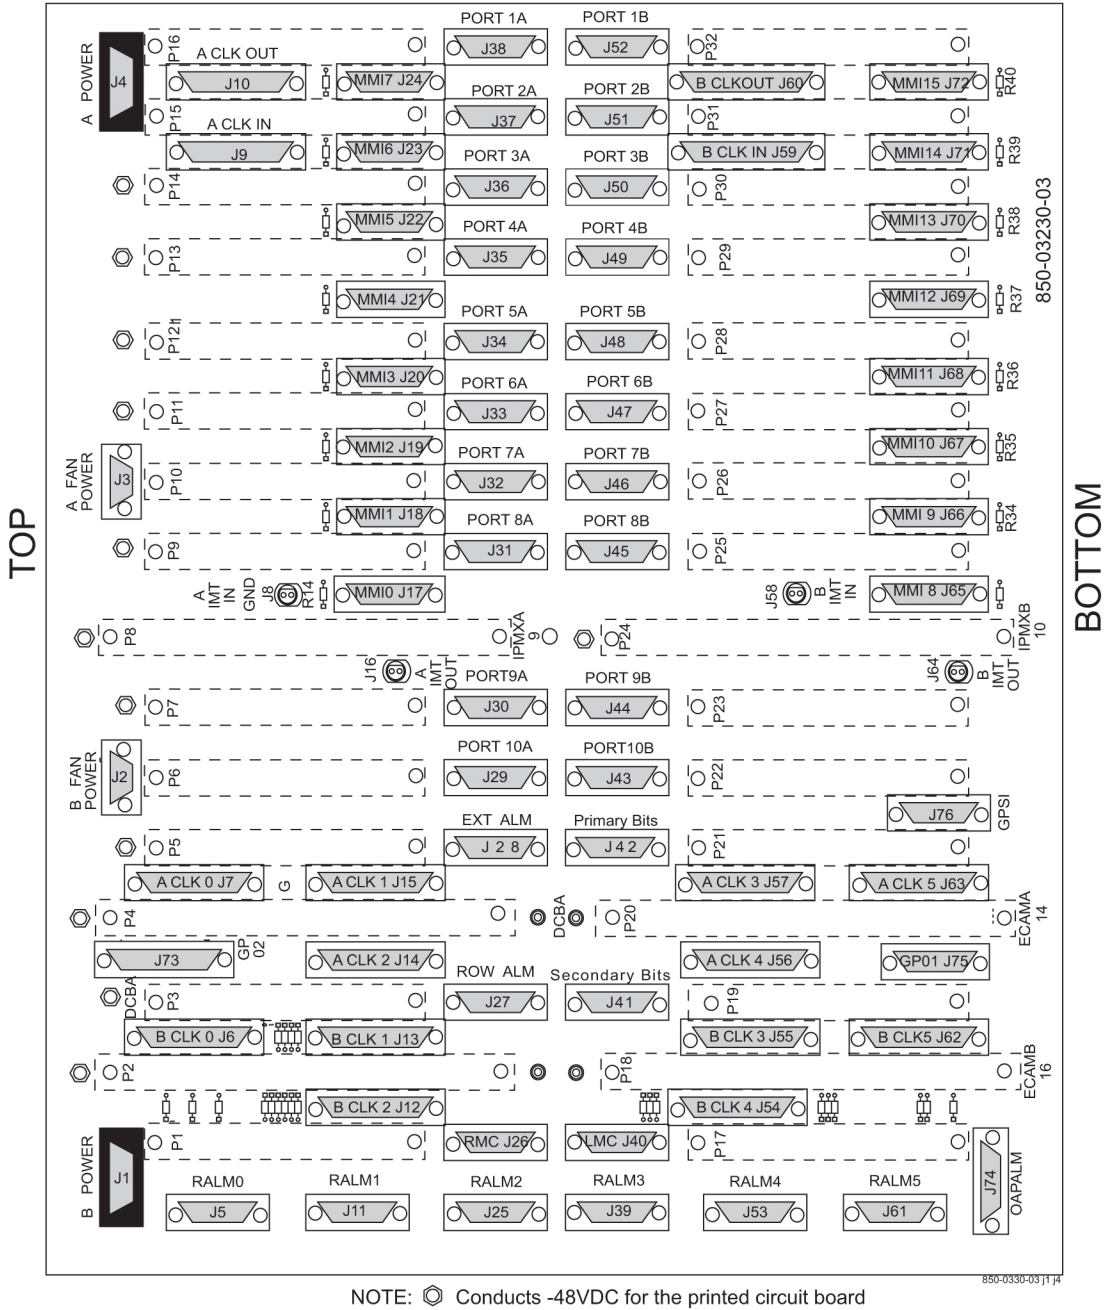 TOP
BOTTOM
850-03230-03
PORT 1A
PORT 1B
A POWER
J4
P16
J38
J52
P32
A CLK OUT
J10
MMI7 J24
B CLKOUT J60
MMI15 J72
R40
PORT 2A
PORT 2B
P15
J37
J51
P31
A CLK IN
J9
MMI6 J23
B CLK IN J59
MMI14 J71
R39
PORT 3A
PORT 3B
P14
J36
J50
P30
MMI5 J22
MMI13 J70
R38
PORT 4A
PORT 4B
P13
J35
J49
P29
MMI4 J21
MMI12 J69
R37
PORT 5A
PORT 5B
P121
J34
J48
P28
MMI3 J20
MMI11 J68
R36
PORT 6A
PORT 6B
P11
J33
J47
P27
MMI2 J19
MMI10 J67
R35
A FAN
POWER
J3
PORT 7A
PORT 7B
P10
J32
J46
P26
MMI1 J18
MMI 9 J66
R34
PORT 8A
PORT 8B
P9
J31
J45
P25
A
IMT
IN
GND
J8
R14
MMI0 J17
J58
B
IMT
IN
MMI 8 J65
P8
IPMXA
9
P24
IPMXB
10
J16
A
IMT
OUT
J64
B
IMT
OUT
PORT9A
PORT 9B
P7
J30
J44
P23
B FAN
POWER
J2
PORT 10A
PORT10B
P6
J29
J43
P22
J76
GPSI
EXT ALM
Primary Bits
P5
J 2 8
J 42
P21
A CLK 0 J7
G
A CLK 1 J15
A CLK 3 J57
A CLK 5 J63
P4
DCBA
P20
ECAMA
14
J73
GP
02
A CLK 2 J14
A CLK 4 J56
GP01 J75
ROW ALM
Secondary Bits
DCBA
P3
J27
J41
P19
B CLK 0 J6
B CLK 1 J13
B CLK 3 J55
B CLK5 J62
P2
P18
ECAMB
16
B CLK 2 J12
B CLK 4 J54
B POWER
J1
P1
RMC J26
LMC J40
P17
J74
OAPALM
RALM0
RALM1
RALM2
RALM3
RALM4
RALM5
J5
J11
J25
J39
J53
J61
850-0330-03 j1 j4
NOTE: Conducts -48VDC for the printed circuit board